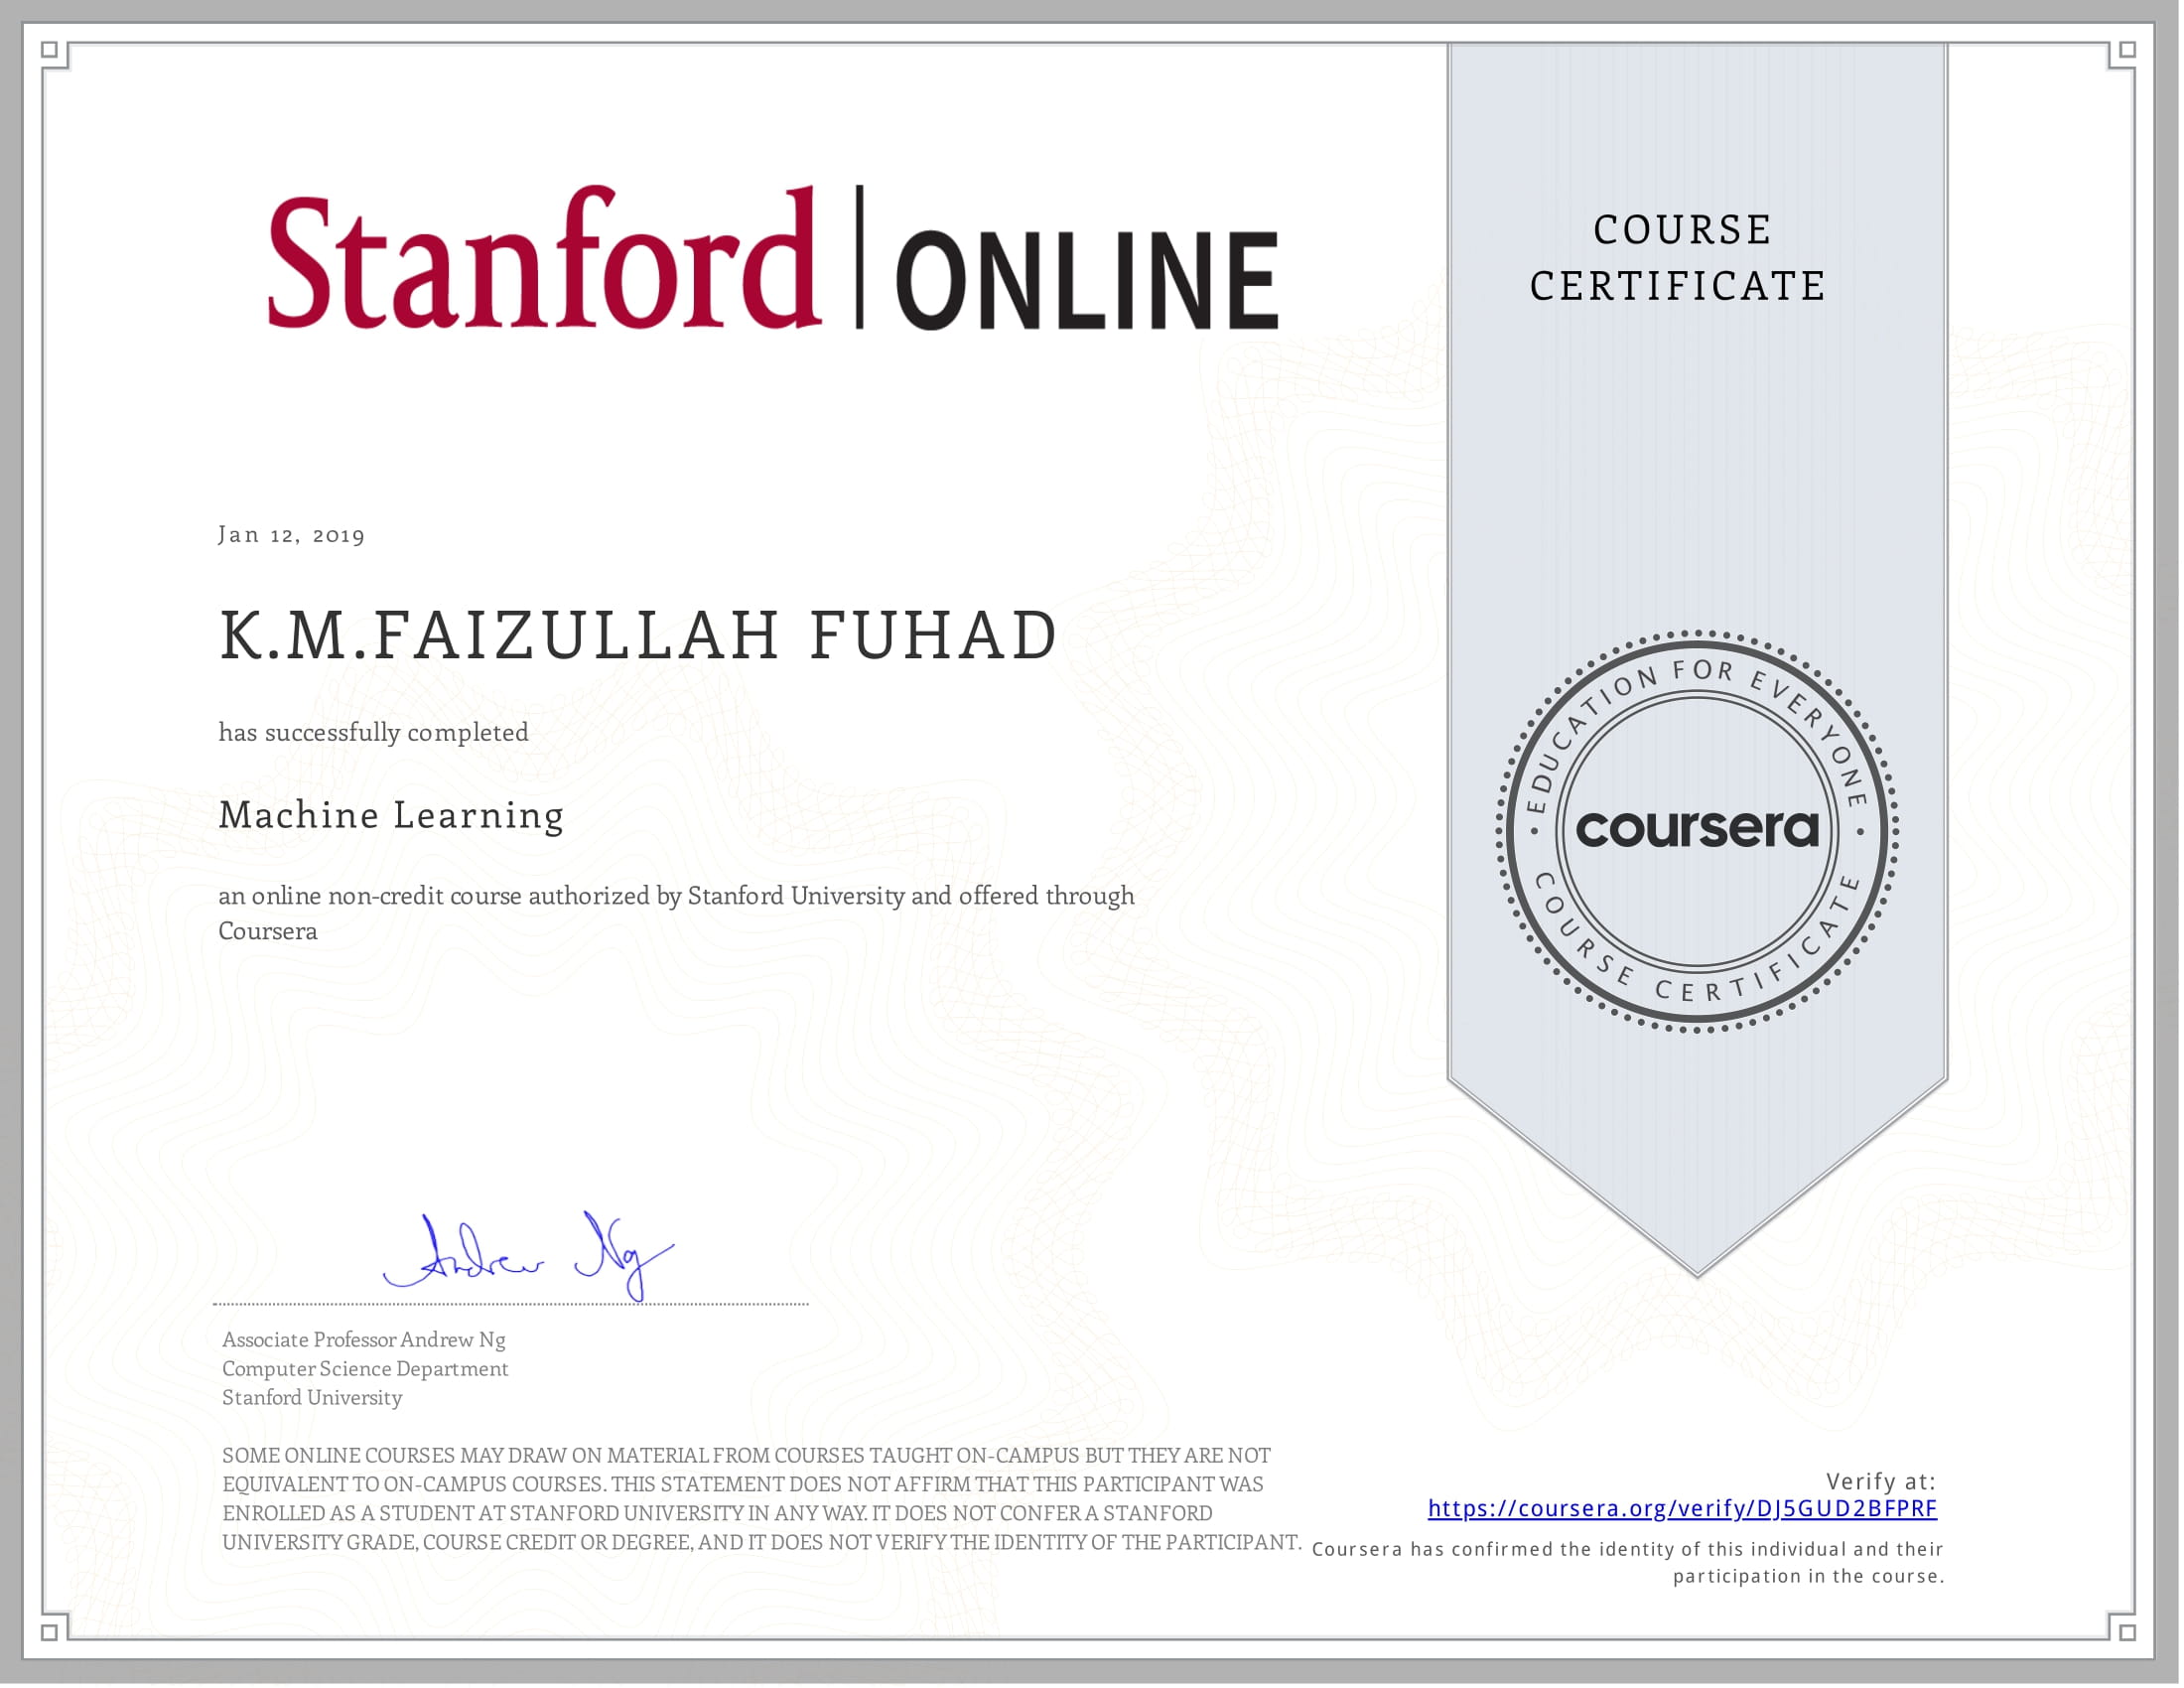 Stanford | ONLINE
COURSE
CERTIFICATE
Jan 12, 2019
K.M.FAIZULLAH FUHAD
has successfully completed
Machine Learning
an online non-credit course authorized by Stanford University and offered through
Coursera
EDUCATION FOR EVERYONE
coursera
COURSE CERTIFICATE
Andrew Ng
Associate Professor Andrew Ng
Computer Science Department
Stanford University
SOME ONLINE COURSES MAY DRAW ON MATERIAL FROM COURSES TAUGHT ON-CAMPUS BUT THEY ARE NOT
EQUIVALENT TO ON-CAMPUS COURSES. THIS STATEMENT DOES NOT AFFIRM THAT THIS PARTICIPANT WAS
ENROLLED AS A STUDENT AT STANFORD UNIVERSITY IN ANY WAY. IT DOES NOT CONFER A STANFORD
UNIVERSITY GRADE, COURSE CREDIT OR DEGREE, AND IT DOES NOT VERIFY THE IDENTITY OF THE PARTICIPANT.
Verify at:
https://coursera.org/verify/DJ5GUD2BFPRF
Coursera has confirmed the identity of this individual and their
participation in the course.